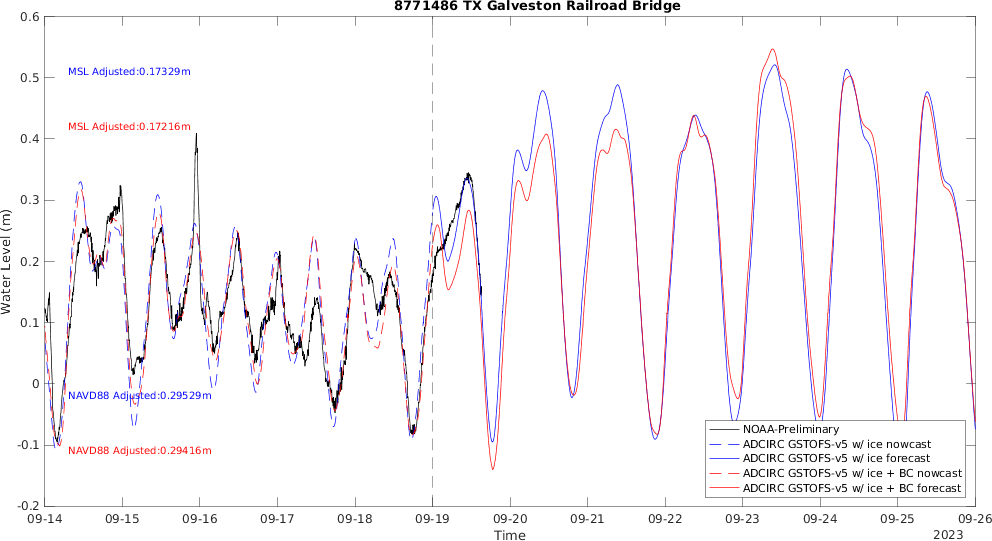 8771486 TX Galveston Railroad Bridge
Water Level (m)
0.6
0.5
0.4
0.3
0.2
0.1
0
-0.1
-0.2
MSL Adjusted:0.17329m
MSL Adjusted:0.17216m
NAVD88 Adjusted:0.29529m
NAVD88 Adjusted:0.29416m
NOAA-Preliminary
ADCIRC GSTOFS-v5 w/ ice nowcast
ADCIRC GSTOFS-v5 w/ ice forecast
ADCIRC GSTOFS-v5 w/ ice + BC nowcast
ADCIRC GSTOFS-v5 w/ ice + BC forecast
09-14 09-15 09-16 09-17 09-18 09-19 09-20 09-21 09-22 09-23 09-24 09-25 09-26
Time
2023